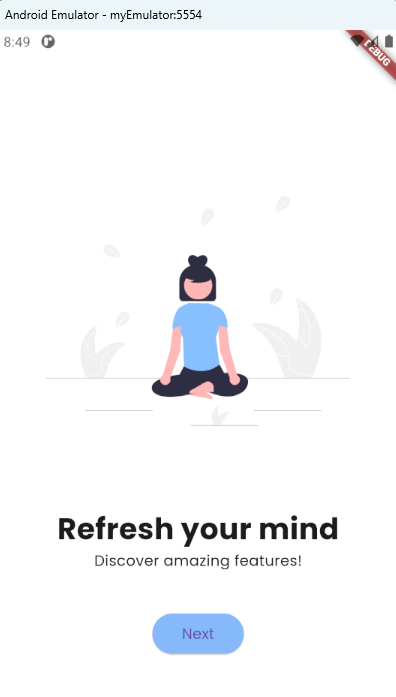 Android Emulator - myEmulator:5554
8:49
DEBUG
Refresh your mind
Discover amazing features!
Next